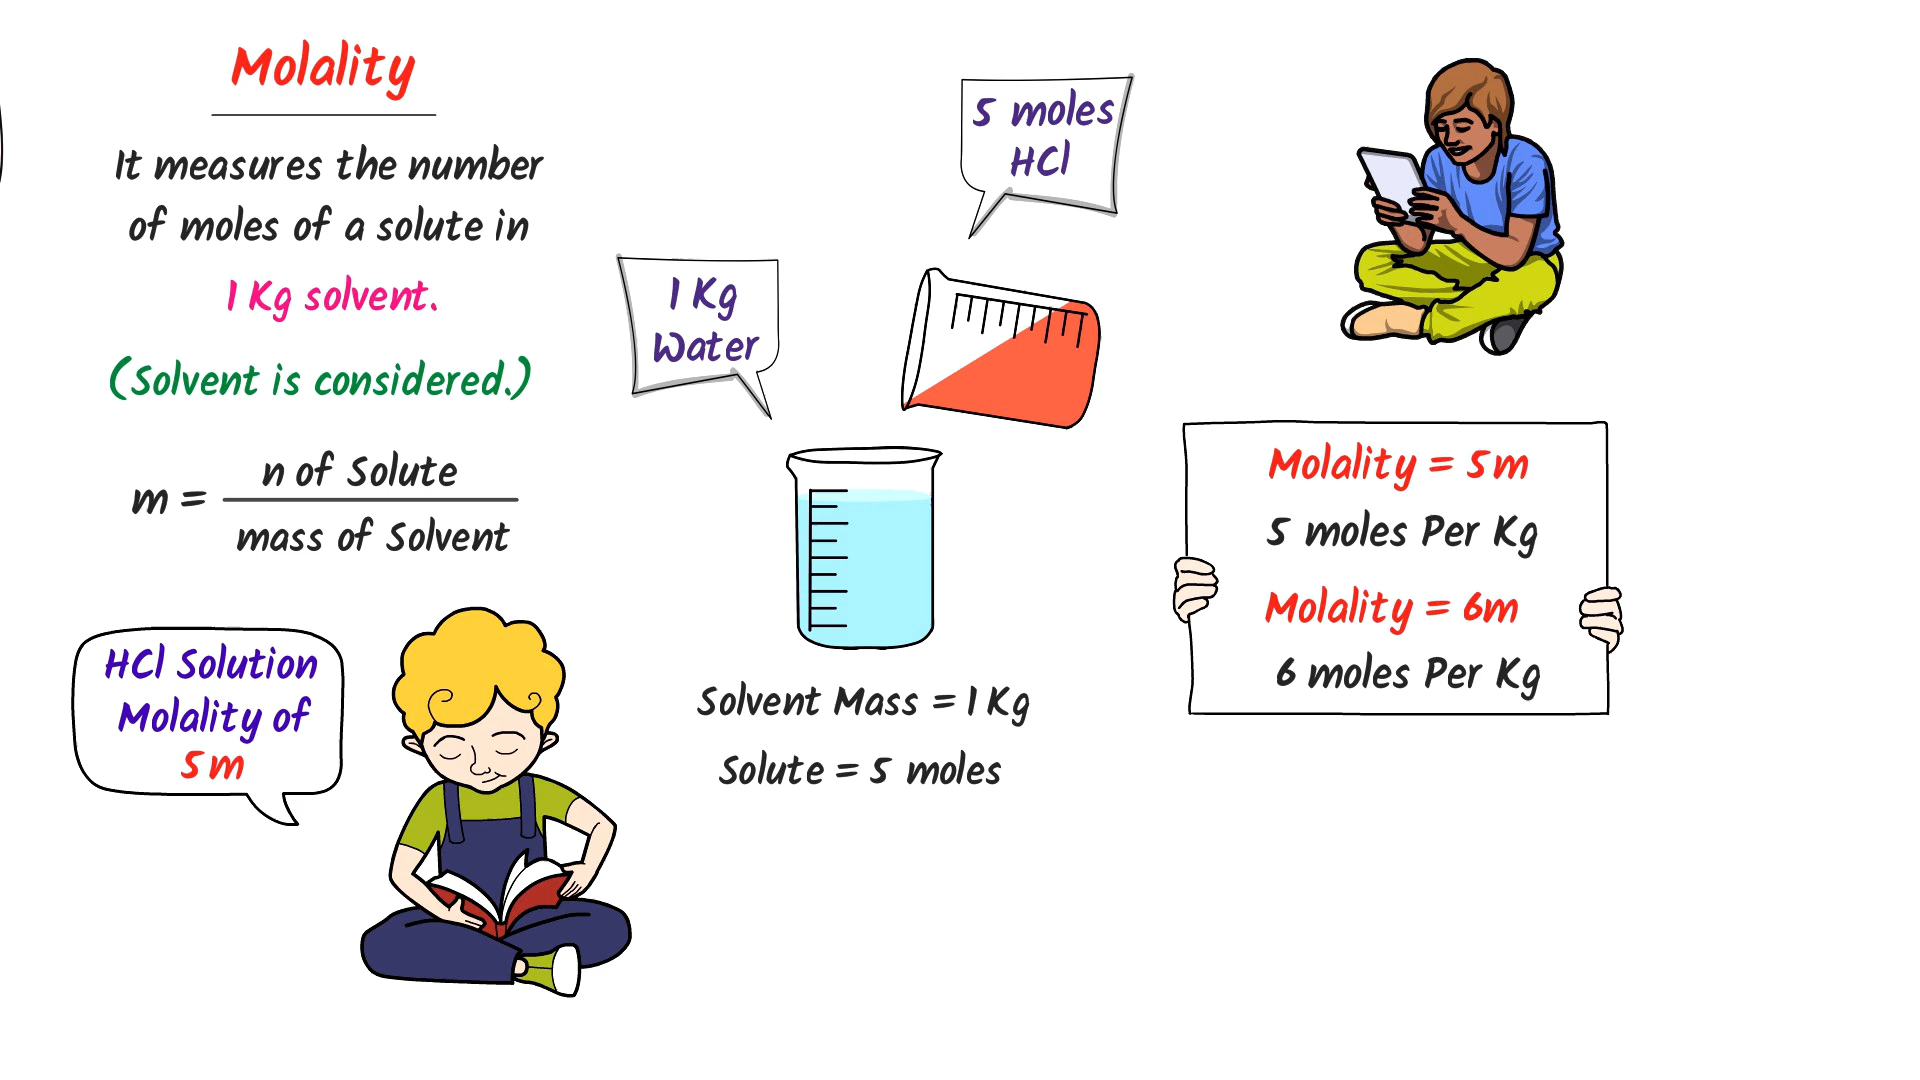 Molality
It measures the number
of moles of a solute in
1 Kg solvent.
(Solvent is considered.)
m = n of Solute
mass of Solvent
HCl Solution
Molality of
5m
1 Kg
Water
5 moles
HCl
Solvent Mass = 1 Kg
Solute = 5 moles
Molality = 5m
5 moles Per Kg
Molality = 6m
6 moles Per Kg